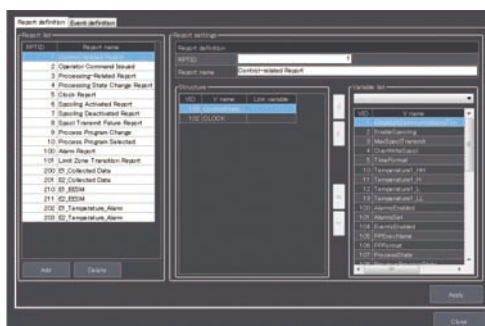 Report definition Event definition
Report list
RPTID Report name
1 Control-related Report
2 Operator Command Issued
3 Processing-Related Report
4 Processing State Change Report
5 Clock Report
6 Spooling Activated Report
7 Spooling Deactivated Report
8 Spool Transmit Failure Report
9 Process Program Change
10 Process Program Selected
100 Alarm Report
101 Limit Zone Transition Report
200 E1_Collected Data
201 E2_Collected Data
210 E1_EESM
211 E2_EESM
202 E1_Temperature_Alarm
203 E2_Temperature_Alarm
Add Delete
Report settings
Report definition
RPTID 1
Report name Control-related Report
Structure
VID V name Link variable
102 CLOCK
Variable list
VID V name
2 EnableSpooling
3 MaxSpoolTransmit
4 OverWriteSpool
5 TimeFormat
10 Temperature1_HH
11 Temperature1_H
12 Temperature1_L
13 Temperature1_LL
100 AlarmsEnabled
101 AlarmsSet
104 EventsEnabled
105 PPExecName
106 PPFormat
107 ProcessState
Apply
Close